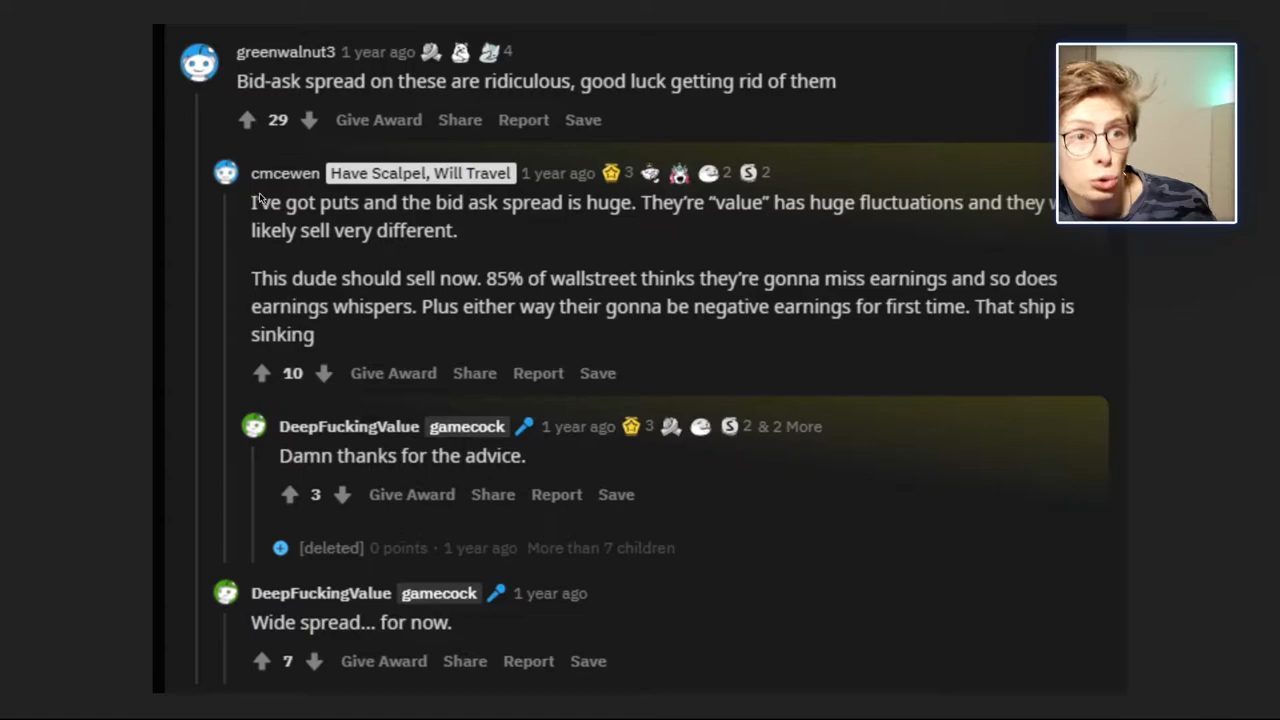 greenwalnut3 1 year ago 4
Bid-ask spread on these are ridiculous, good luck getting rid of them
29 Give Award Share Report Save
cmcewen Have Scalpel, Will Travel 1 year ago 3 2 2
I've got puts and the bid ask spread is huge. They're “value” has huge fluctuations and they
likely sell very different.
This dude should sell now. 85% of wallstreet thinks they're gonna miss earnings and so does
earnings whispers. Plus either way their gonna be negative earnings for first time. That ship is
sinking
10 Give Award Share Report Save
DeepFuckingValue gamecock 1 year ago 3 2 & 2 More
Damn thanks for the advice.
3 Give Award Share Report Save
[deleted] 0 points · 1 year ago More than 7 children
DeepFuckingValue gamecock 1 year ago
Wide spread... for now.
7 Give Award Share Report Save